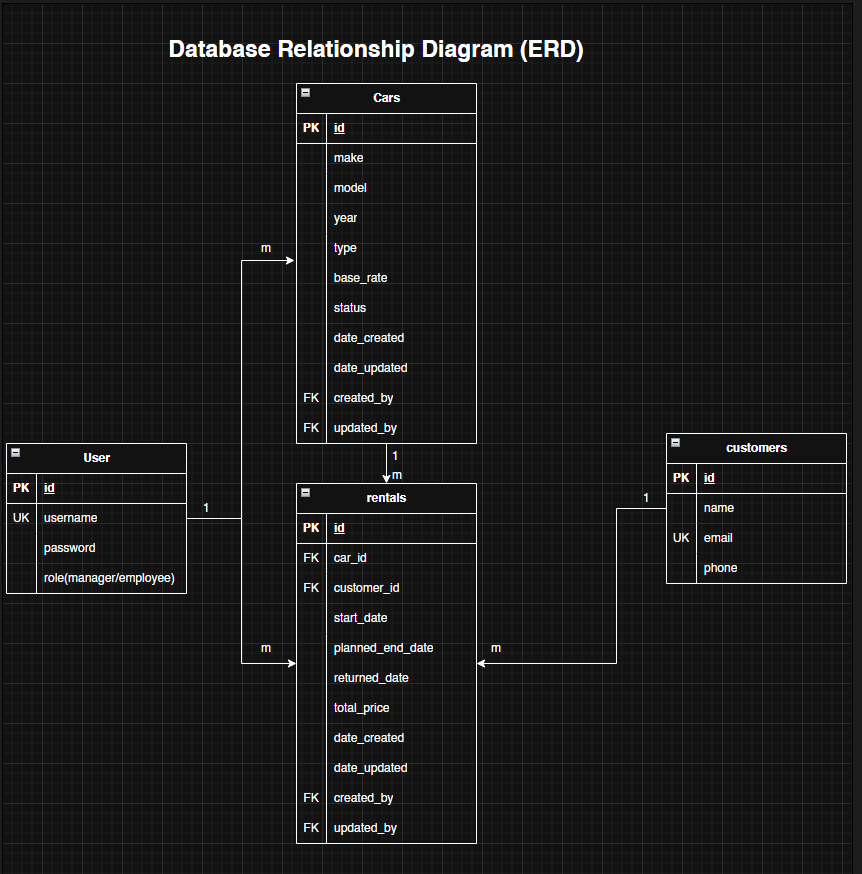 Database Relationship Diagram (ERD)
Cars
PK id
make
model
year
m
type
base_rate
status
date_created
date_updated
FK created_by
FK updated_by
1
m
User
PK id
UK username
password
role(manager/employee)
1
m
rentals
PK id
FK car_id
FK customer_id
start_date
planned_end_date
returned_date
total_price
date_created
date_updated
FK created_by
FK updated_by
customers
PK id
name
UK email
phone
1
m